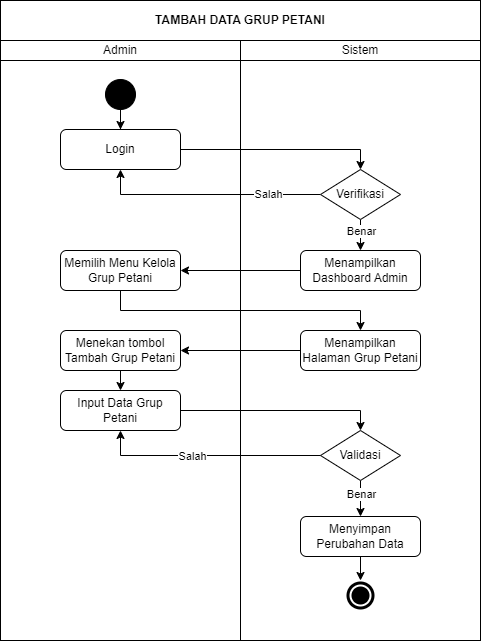 TAMBAH DATA GRUP PETANI
Admin
Sistem
Login
Verifikasi
Salah
Benar
Memilih Menu Kelola
Grup Petani
Menampilkan
Dashboard Admin
Menekan tombol
Tambah Grup Petani
Menampilkan
Halaman Grup Petani
Input Data Grup
Petani
Validasi
Salah
Benar
Menyimpan
Perubahan Data